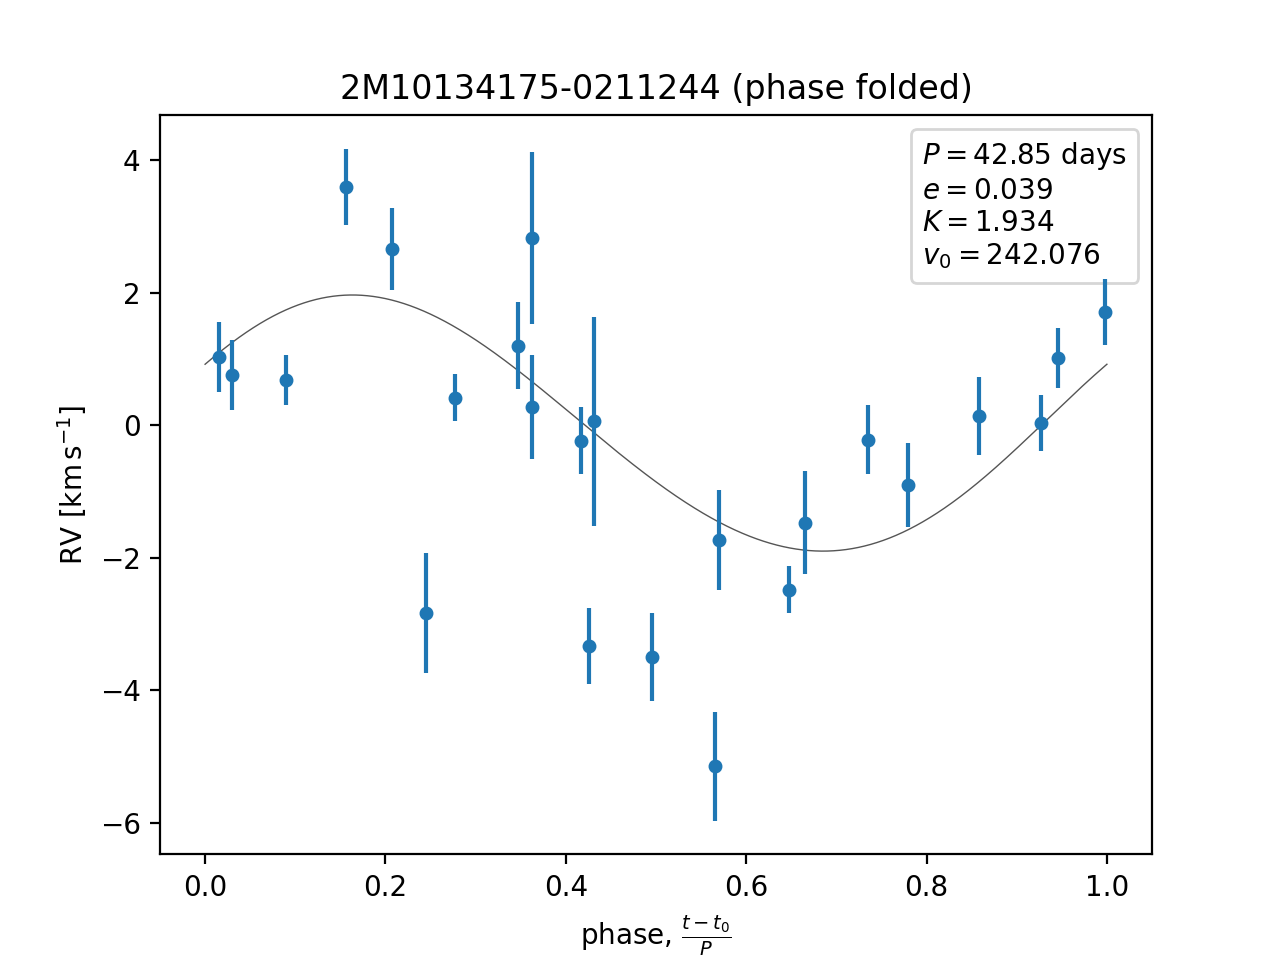 2M10134175-0211244 (phase folded)
P = 42.85 days
e = 0.039
K = 1.934
v₀ = 242.076
4
2
0
−2
−4
−6
RV [km s⁻¹]
0.0 0.2 0.4 0.6 0.8 1.0
phase, (t − t₀)/P